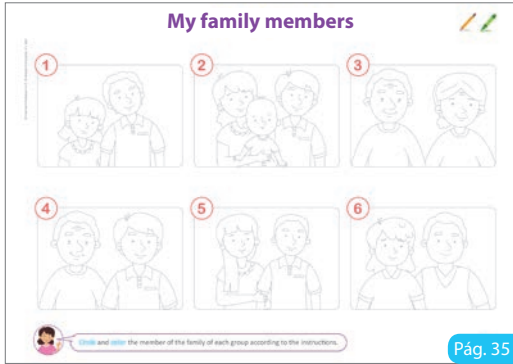 My family members
1
2
3
4
5
6
Circle and color the member of the family of each group according to the instructions.
Pág. 35